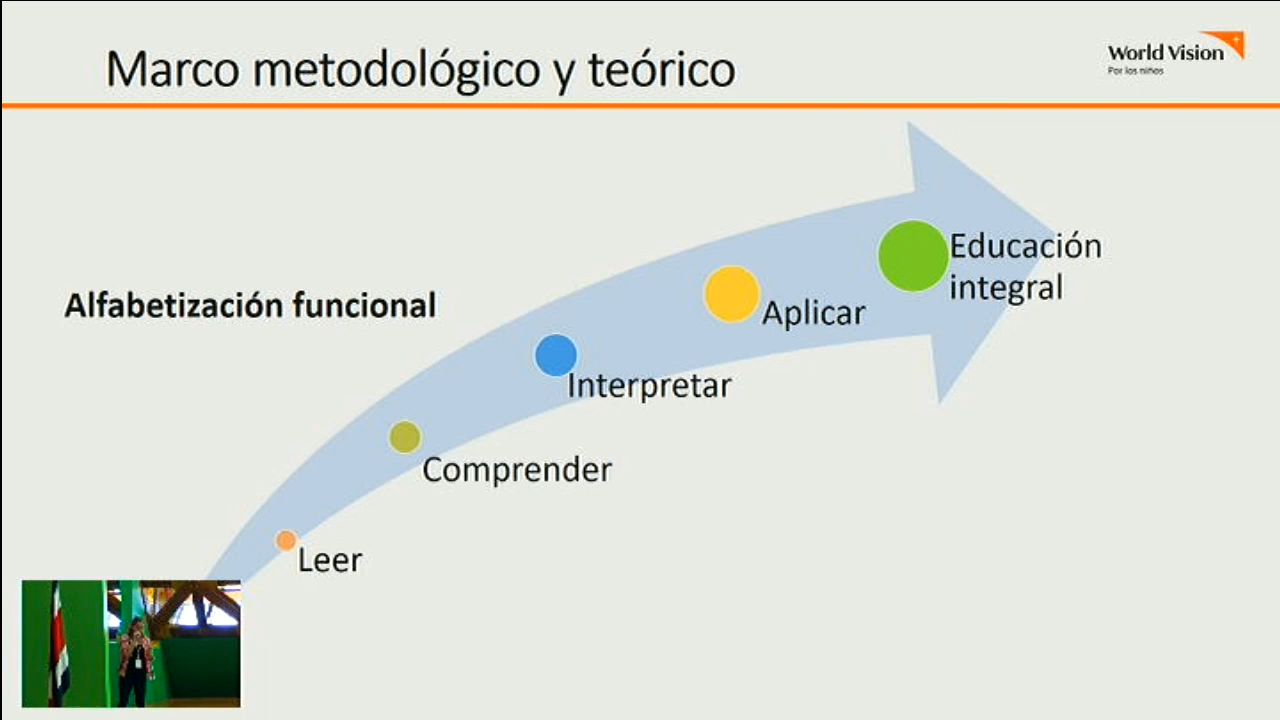 Marco metodológico y teórico
World Vision
Por los niños
Alfabetización funcional
Educación
integral
Aplicar
Interpretar
Comprender
Leer